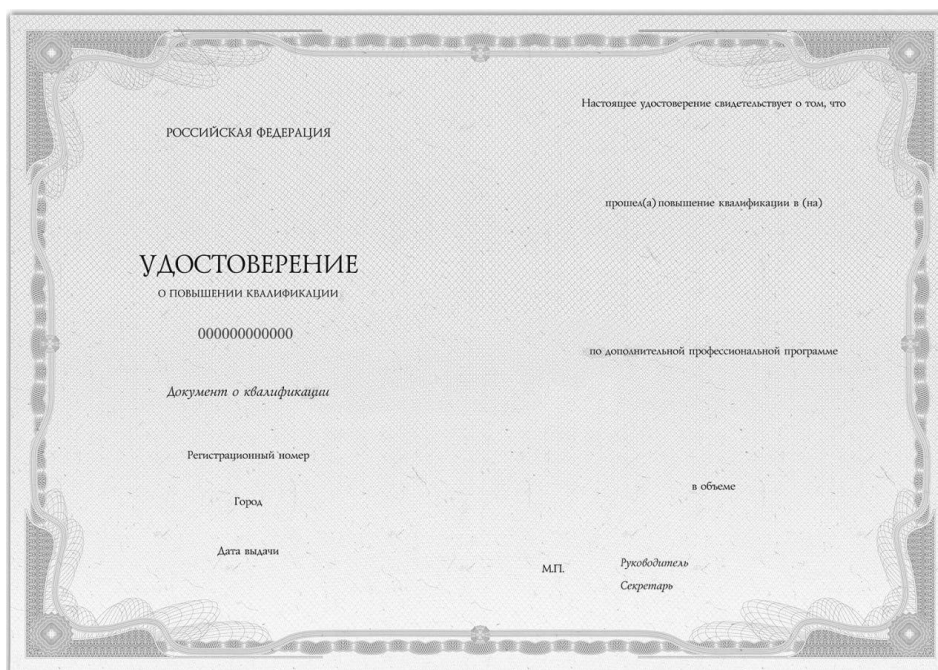 РОССИЙСКАЯ ФЕДЕРАЦИЯ
УДОСТОВЕРЕНИЕ
О ПОВЫШЕНИИ КВАЛИФИКАЦИИ
000000000000
Документ о квалификации
Регистрационный номер
Город
Дата выдачи
Настоящее удостоверение свидетельствует о том, что
прошел(а) повышение квалификации в (на)
по дополнительной профессиональной программе
в объеме
М.П.
Руководитель
Секретарь